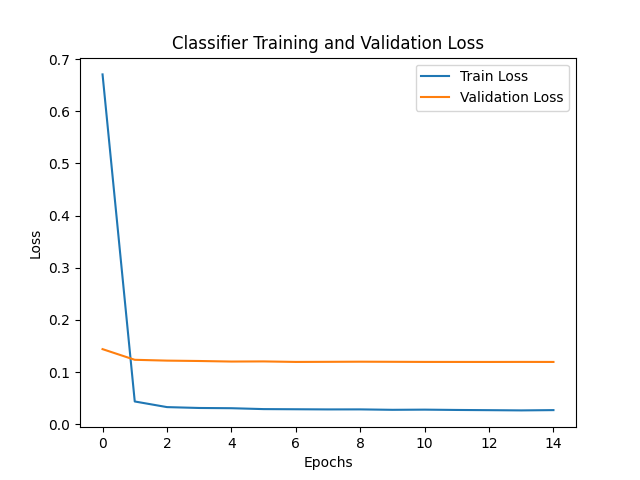 Classifier Training and Validation Loss
Train Loss
Validation Loss
0.7
0.6
0.5
0.4
0.3
0.2
0.1
0.0
Loss
0 2 4 6 8 10 12 14
Epochs